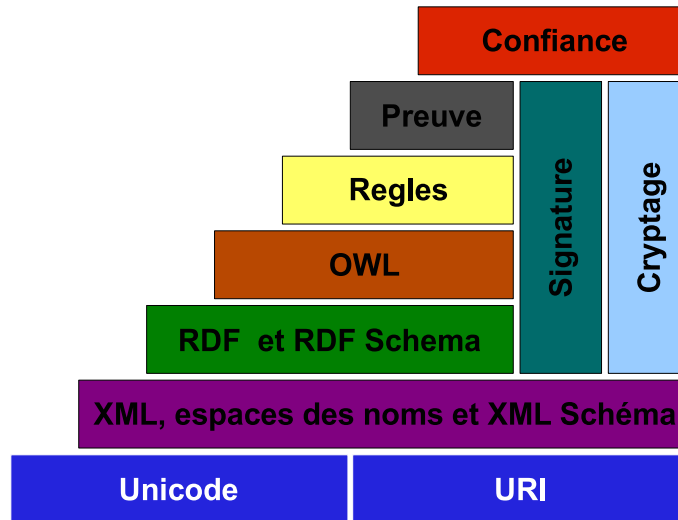 Confiance
Preuve
Regles
OWL
RDF et RDF Schema
Signature
Cryptage
XML, espaces des noms et XML Schéma
Unicode
URI